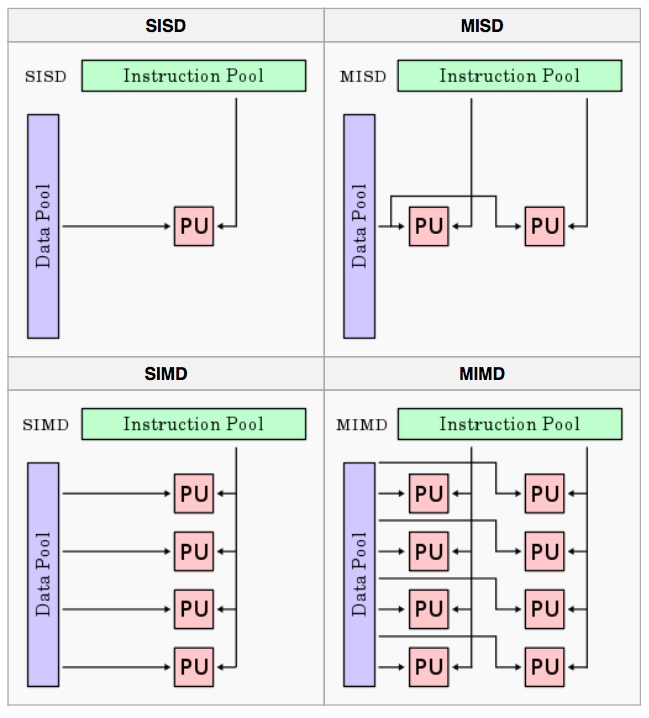 SISD
MISD
SISD
Instruction Pool
Data Pool
PU
MISD
Instruction Pool
Data Pool
PU
PU
SIMD
MIMD
SIMD
Instruction Pool
Data Pool
PU
PU
PU
PU
MIMD
Instruction Pool
Data Pool
PU
PU
PU
PU
PU
PU
PU
PU